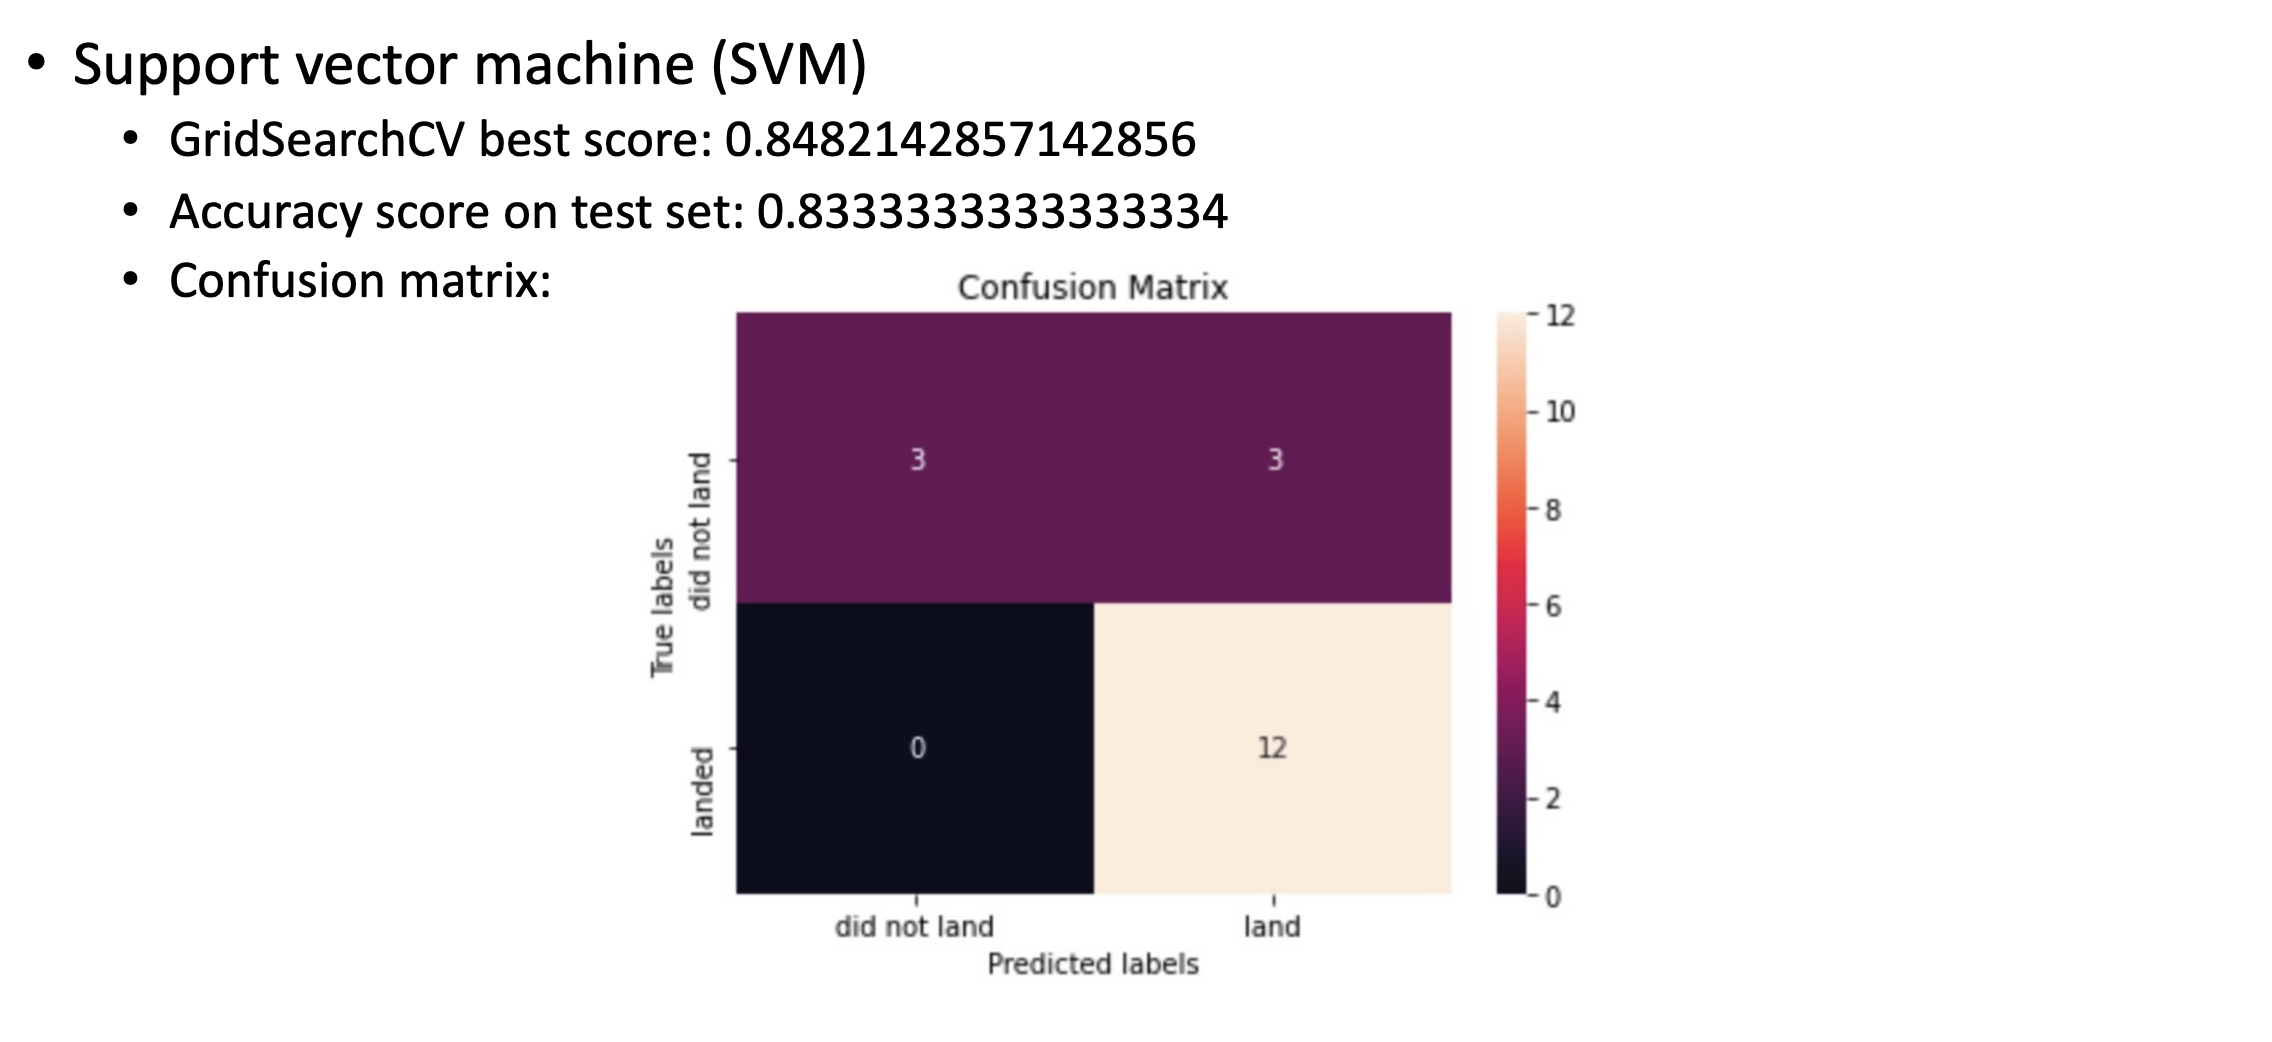 • Support vector machine (SVM)
• GridSearchCV best score: 0.8482142857142856
• Accuracy score on test set: 0.8333333333333334
• Confusion matrix:
Confusion Matrix
12
10
8
6
4
2
0
True labels
did not land
landed
3 3
0 12
did not land land
Predicted labels